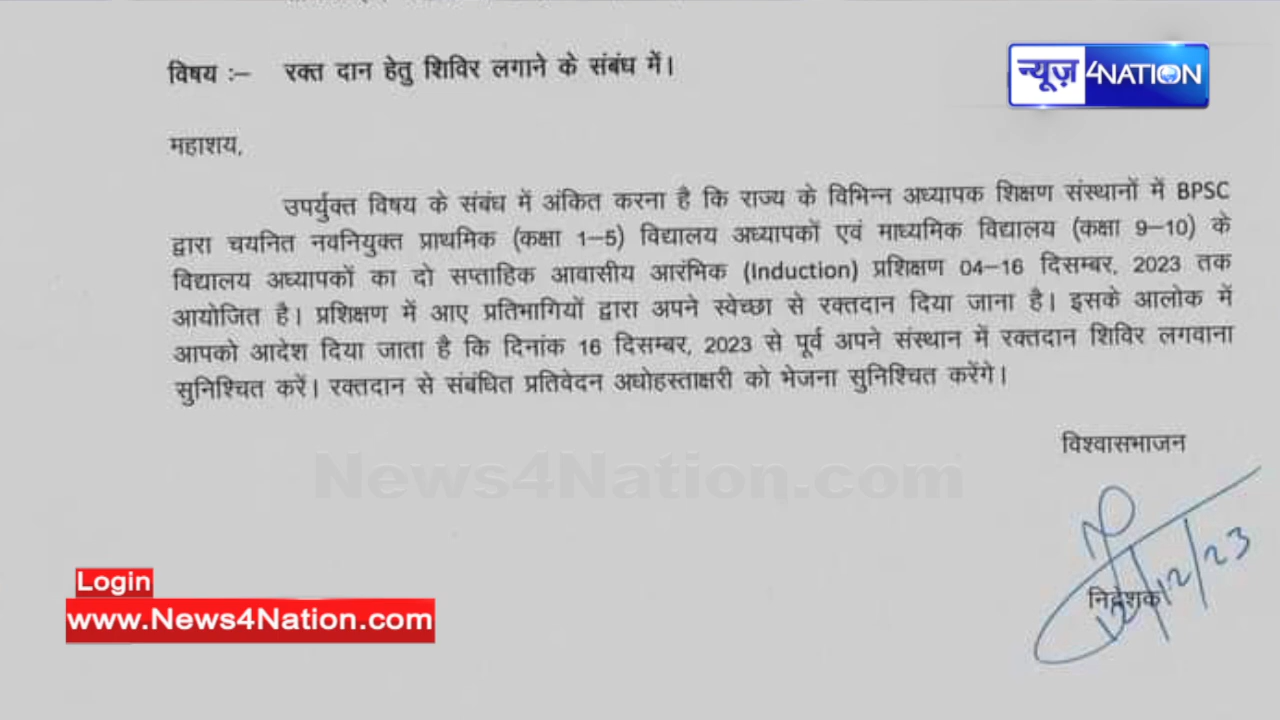 विषय :– रक्त दान हेतु शिविर लगाने के संबंध में।
न्यूज़ 4NATION
महाशय,
उपर्युक्त विषय के संबंध में अंकित करना है कि राज्य के विभिन्न अध्यापक शिक्षण संस्थानों में BPSC
द्वारा चयनित नवनियुक्त प्राथमिक (कक्षा 1–5) विद्यालय अध्यापकों एवं माध्यमिक विद्यालय (कक्षा 9–10) के
विद्यालय अध्यापकों का दो सप्ताहिक आवासीय आरंभिक (Induction) प्रशिक्षण 04–16 दिसम्बर, 2023 तक
आयोजित है। प्रशिक्षण में आए प्रतिभागियों द्वारा अपने स्वेच्छा से रक्तदान दिया जाना है। इसके आलोक में
आपको आदेश दिया जाता है कि दिनांक 16 दिसम्बर, 2023 से पूर्व अपने संस्थान में रक्तदान शिविर लगवाना
सुनिश्चित करें। रक्तदान से संबंधित प्रतिवेदन अधोहस्ताक्षरी को भेजना सुनिश्चित करेंगे।
विश्वासभाजन
News4Nation.com
निदेशक
12/12/23
Login
www.News4Nation.com